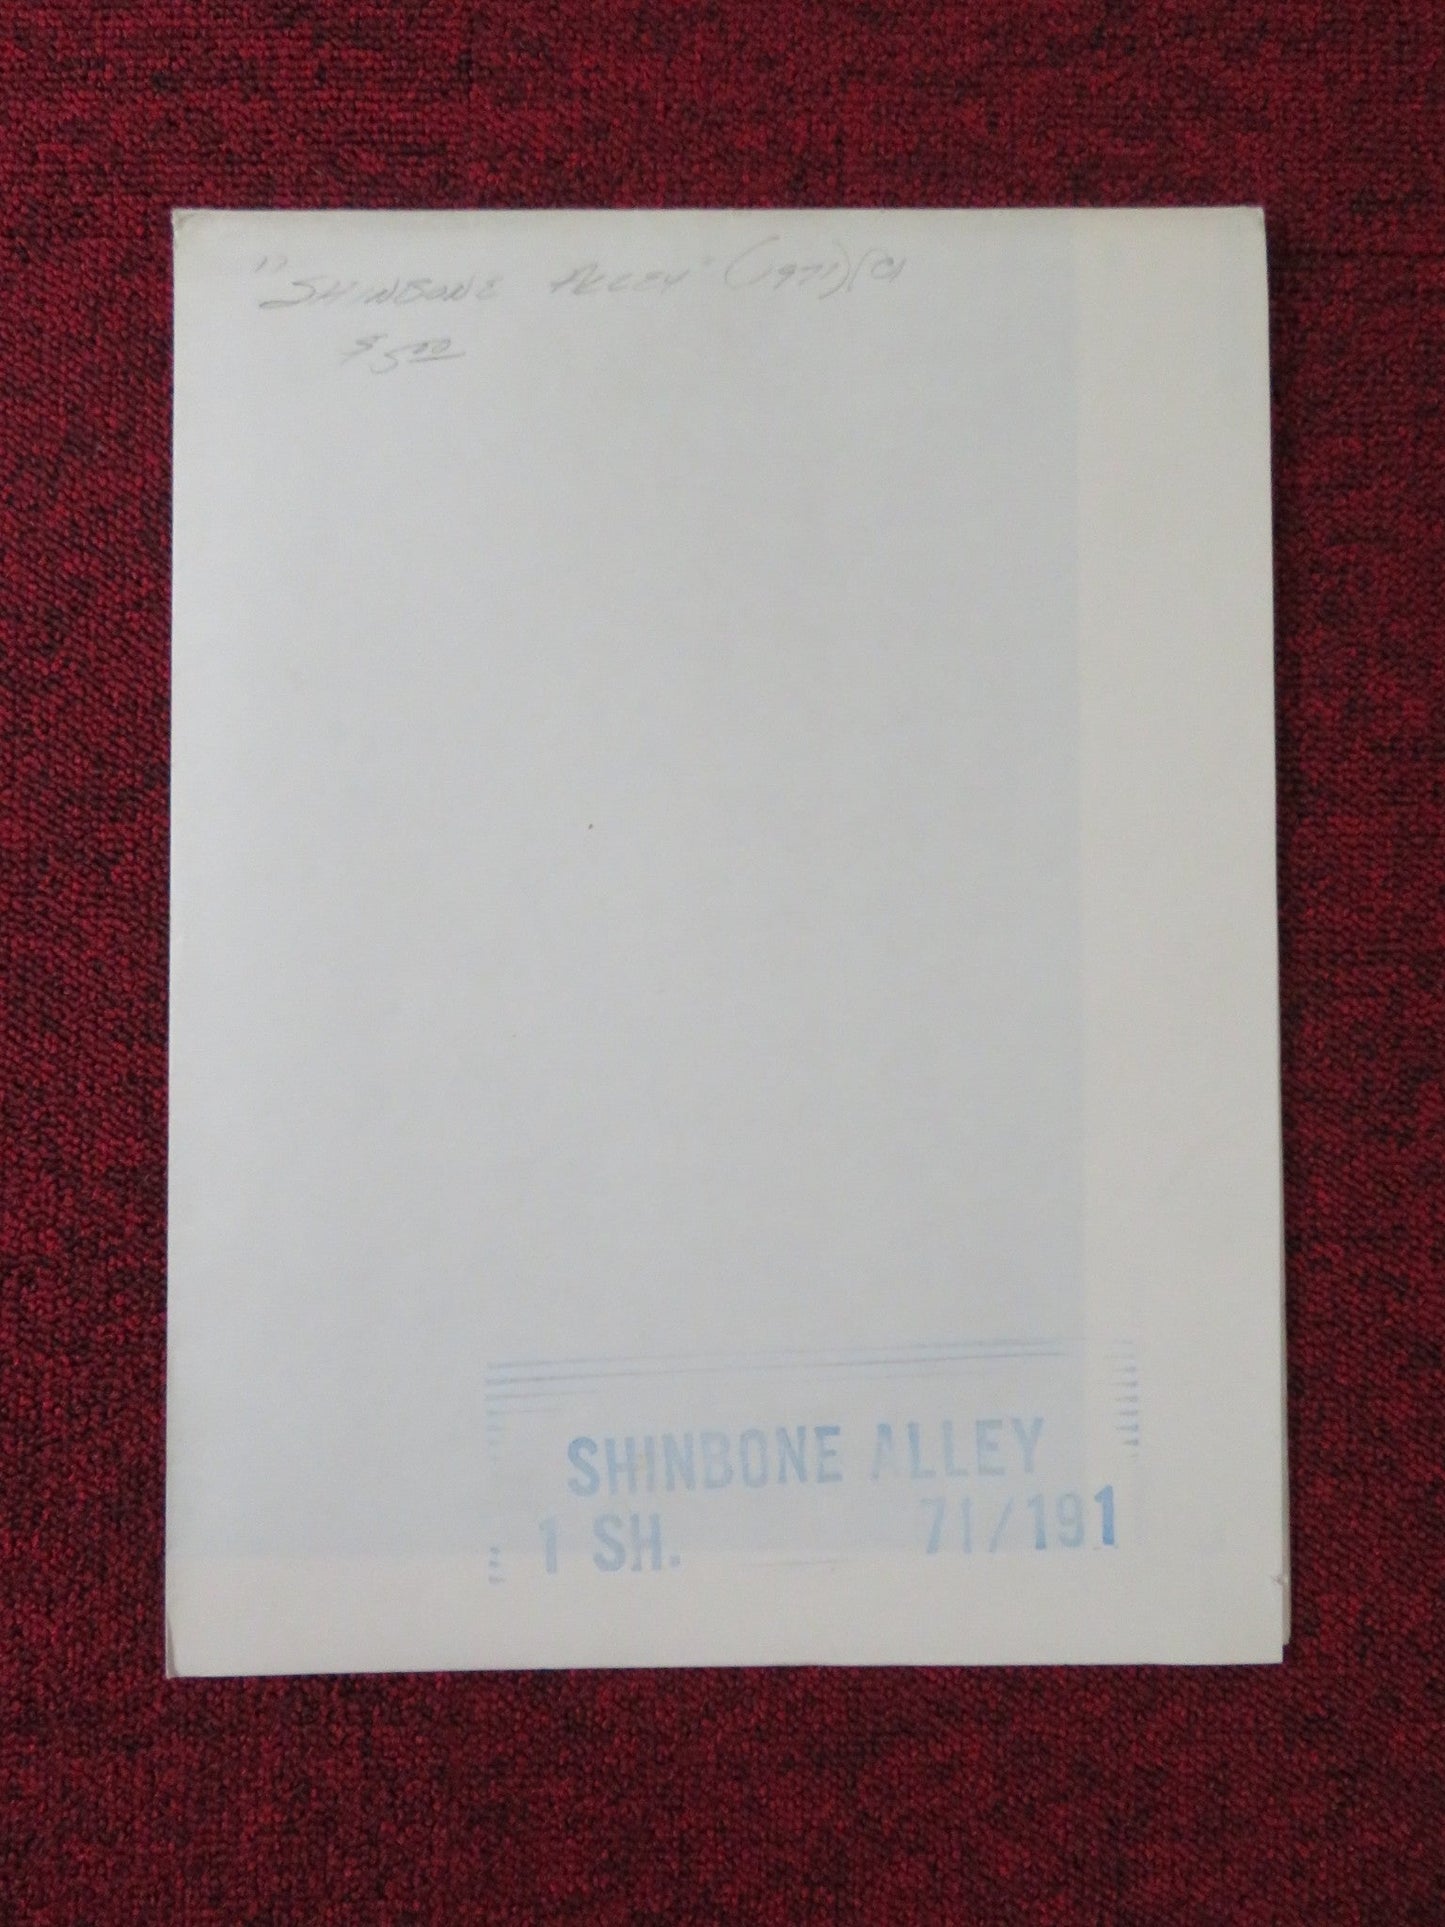 "SHINBONE ALLEY" (1971)
$5.00
SHINBONE ALLEY
1 SH. 71/191